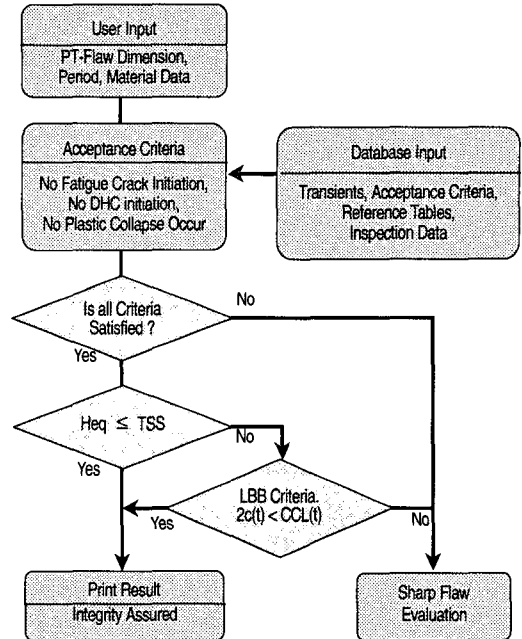 User Input
PT-Flaw Dimension,
Period, Material Data
Acceptance Criteria
No Fatigue Crack Initiation,
No DHC initiation,
No Plastic Collapse Occur
Database Input
Transients, Acceptance Criteria,
Reference Tables,
Inspection Data
Is all Criteria
Satisfied ?
No
Yes
Heq ≤ TSS
No
Yes
LBB Criteria.
2c(t) < CCL(t)
Yes
No
Print Result
Integrity Assured
Sharp Flaw
Evaluation